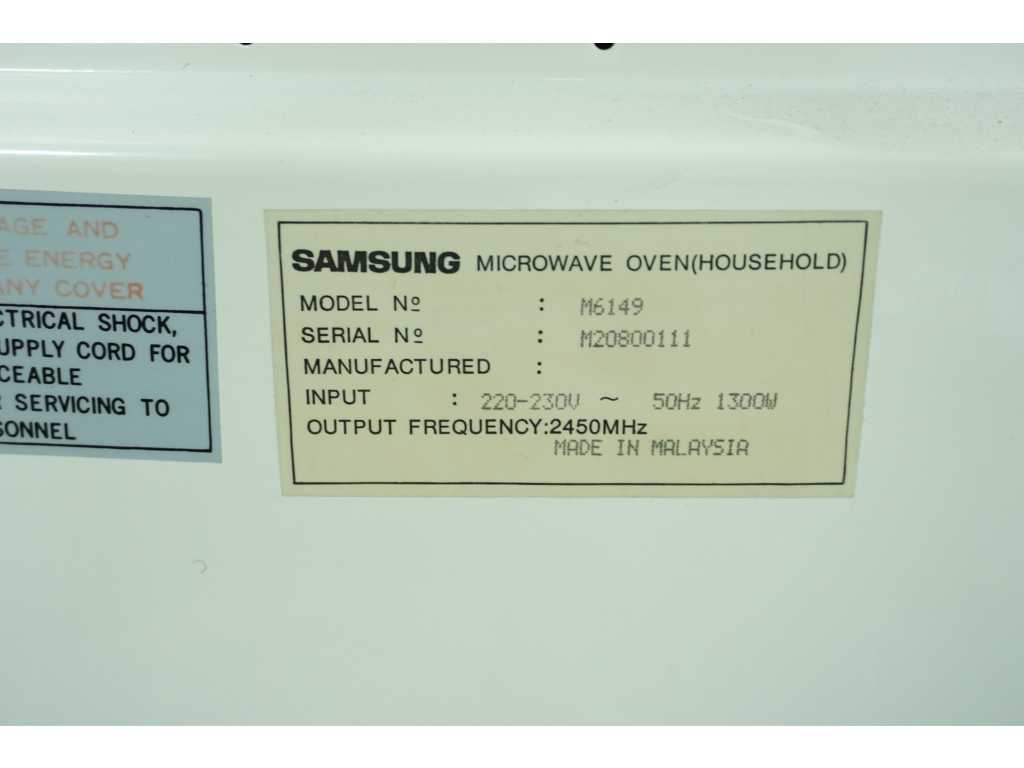 AGE AND
E ENERGY
ANY COVER
CTRICAL SHOCK,
UPPLY CORD FOR
CEABLE
R SERVICING TO
SONNEL
SAMSUNG MICROWAVE OVEN(HOUSEHOLD)
MODEL Nº : M6149
SERIAL Nº : M20800111
MANUFACTURED :
INPUT : 220-230V ~ 50Hz 1300W
OUTPUT FREQUENCY:2450MHz
MADE IN MALAYSIA